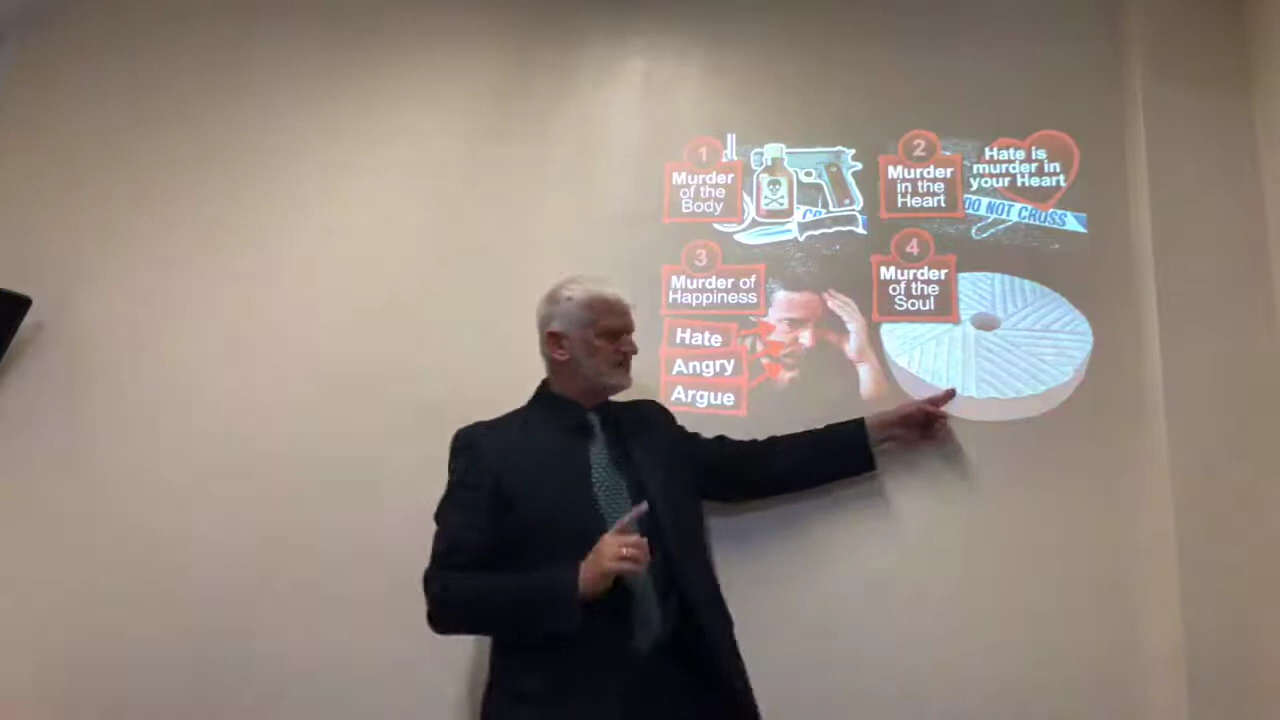 1
Murder
of the
Body
CR
2
Murder
in the
Heart
Hate is
murder in
your Heart
DO NOT CROSS
3
Murder of
Happiness
Hate
Angry
Argue
4
Murder
of the
Soul